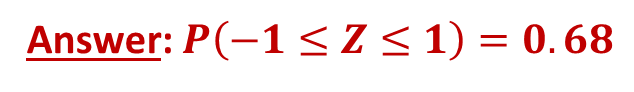 Answer: P(−1 ≤ Z ≤ 1) = 0.68